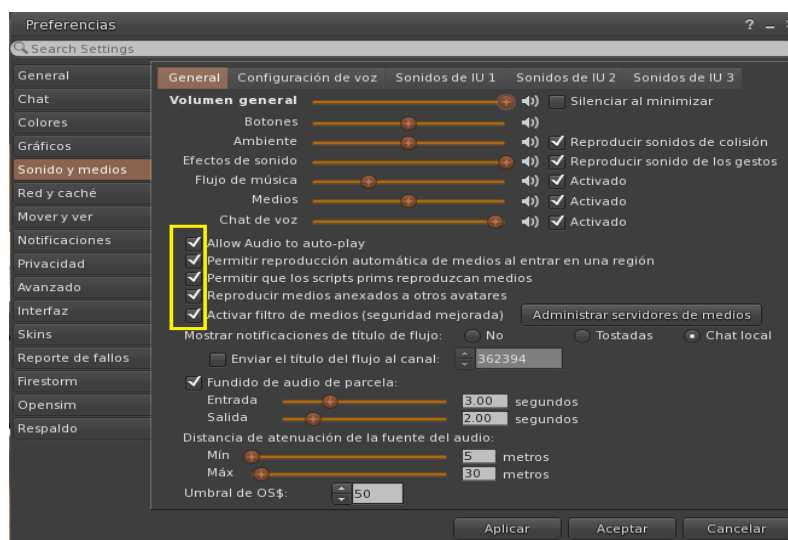 Preferencias ? –
Search Settings
General
Chat
Colores
Gráficos
Sonido y medios
Red y caché
Mover y ver
Notificaciones
Privacidad
Avanzado
Interfaz
Skins
Reporte de fallos
Firestorm
Opensim
Respaldo
General Configuración de voz Sonidos de IU 1 Sonidos de IU 2 Sonidos de IU 3
Volumen general Silenciar al minimizar
Botones
Ambiente Reproducir sonidos de colisión
Efectos de sonido Reproducir sonido de los gestos
Flujo de música Activado
Medios Activado
Chat de voz Activado
Allow Audio to auto-play
Permitir reproducción automática de medios al entrar en una región
Permitir que los scripts prims reproduzcan medios
Reproducir medios anexados a otros avatares
Activar filtro de medios (seguridad mejorada) Administrar servidores de medios
Mostrar notificaciones de título de flujo: No Tostadas Chat local
Enviar el título del flujo al canal: 362394
Fundido de audio de parcela:
Entrada 3.00 segundos
Salida 2.00 segundos
Distancia de atenuación de la fuente del audio:
Mín 5 metros
Máx 30 metros
Umbral de OS$: 50
Aplicar Aceptar Cancelar